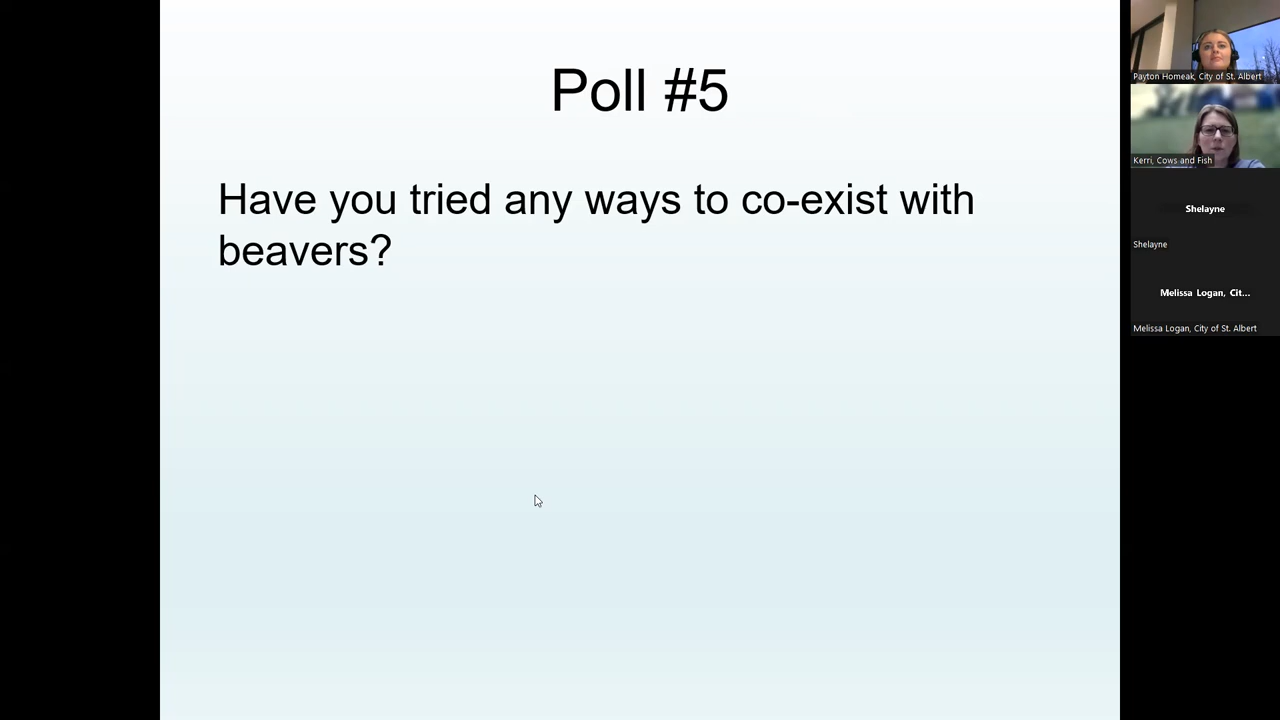 Poll #5
Have you tried any ways to co-exist with
beavers?
Payton Homeak, City of St. Albert
Kerri, Cows and Fish
Shelayne
Shelayne
Melissa Logan, Cit...
Melissa Logan, City of St. Albert